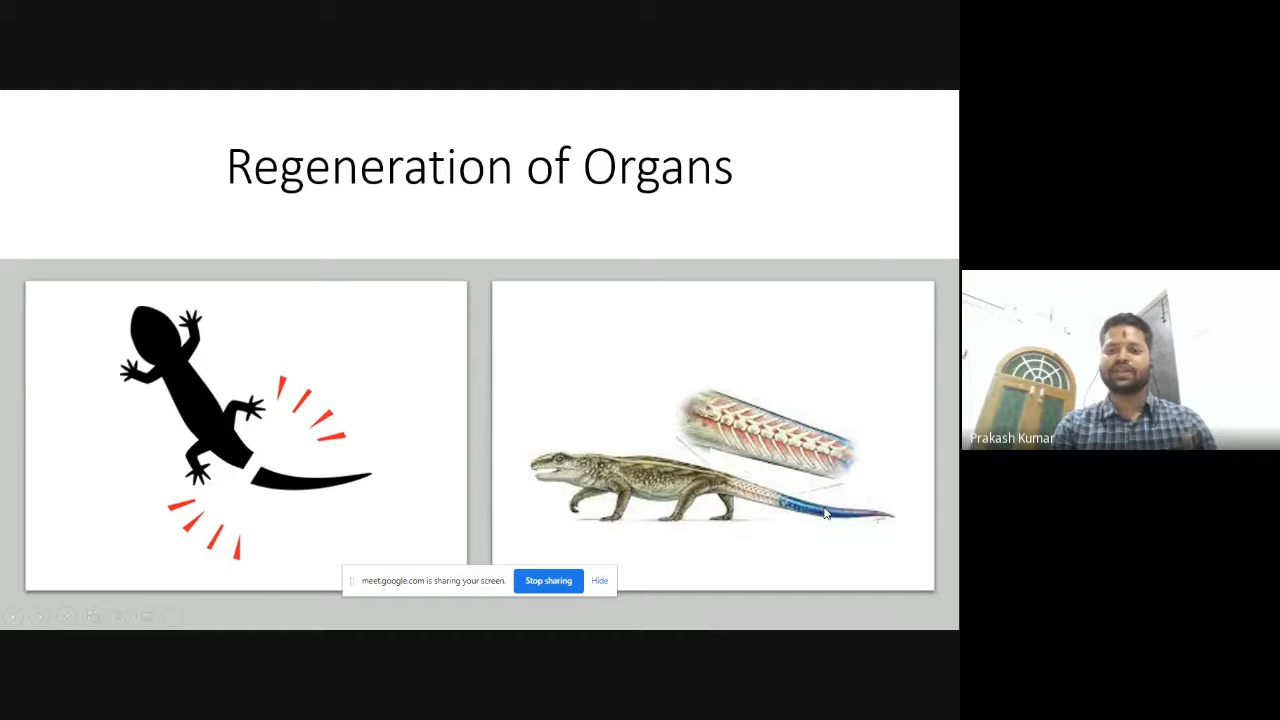 Regeneration of Organs
Prakash Kumar
meet.google.com is sharing your screen.
Stop sharing
Hide